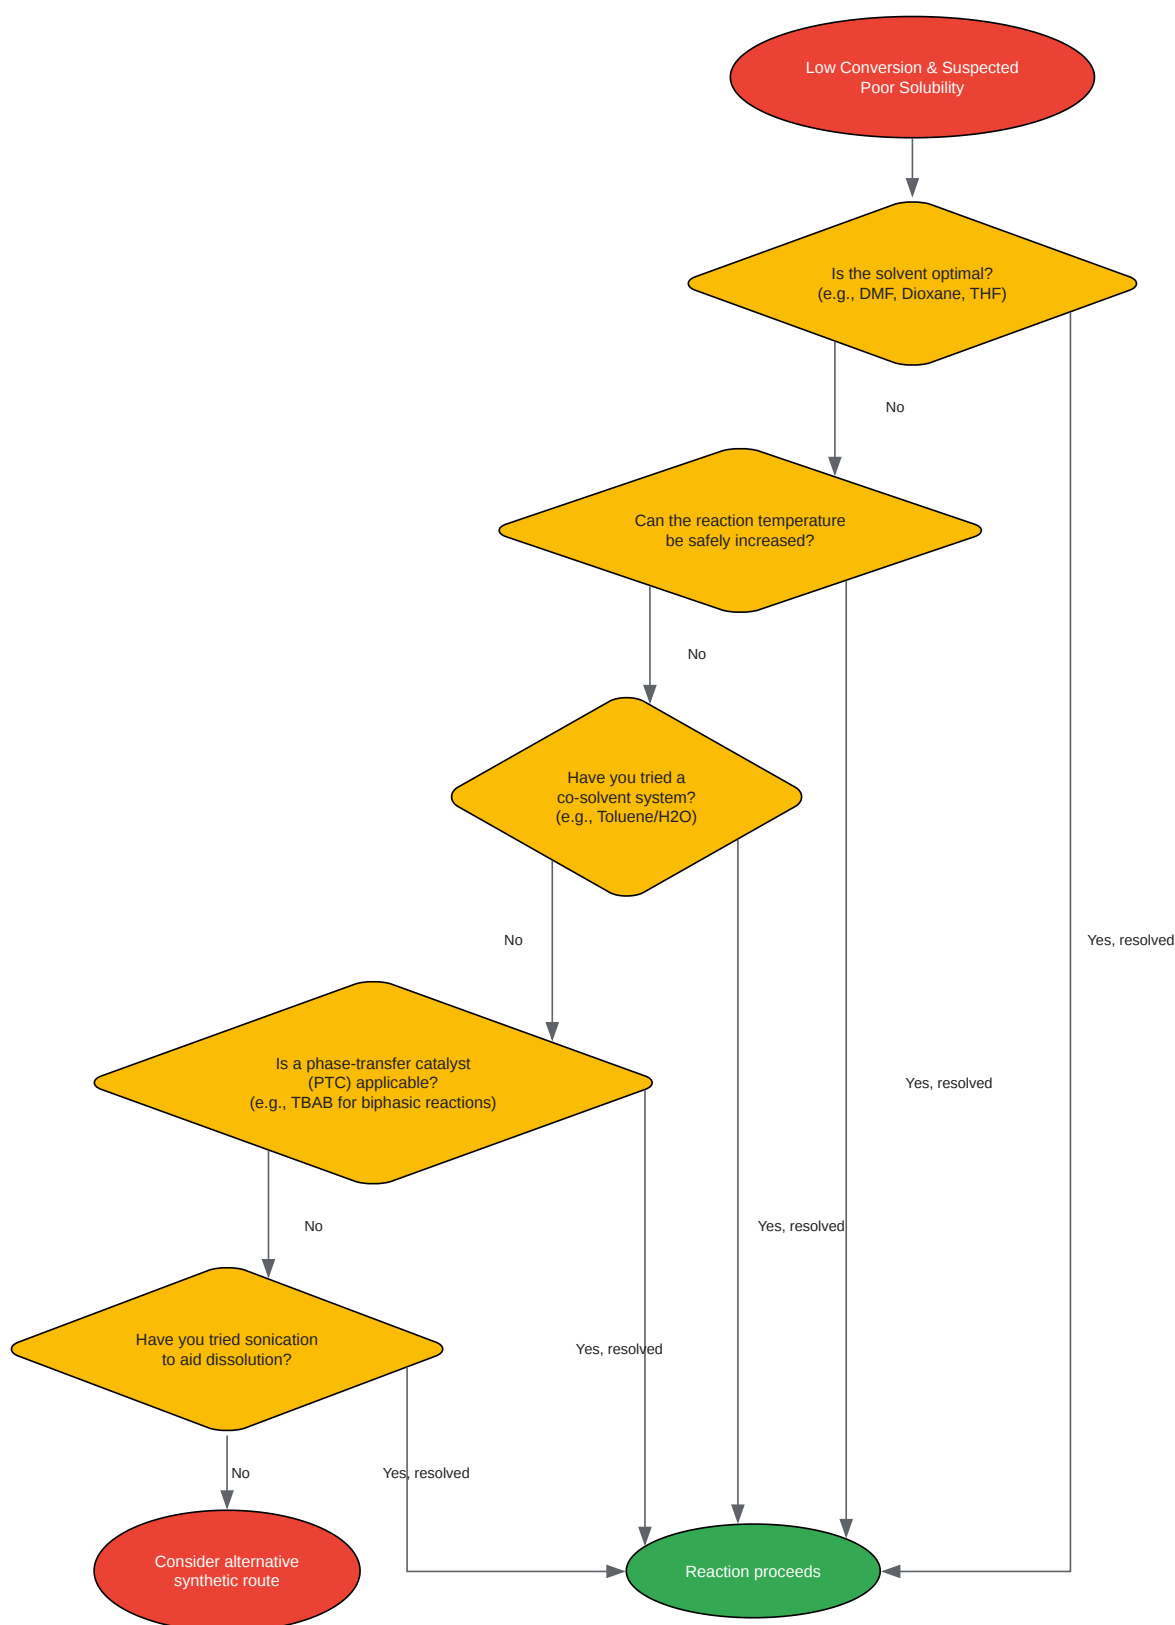 Low Conversion & Suspected
Poor Solubility
Is the solvent optimal?
(e.g., DMF, Dioxane, THF)
No
Can the reaction temperature
be safely increased?
No
Have you tried a
co-solvent system?
(e.g., Toluene/H2O)
No
Yes, resolved
Is a phase-transfer catalyst
(PTC) applicable?
(e.g., TBAB for biphasic reactions)
Yes, resolved
No
Yes, resolved
Have you tried sonication
to aid dissolution?
Yes, resolved
No
Yes, resolved
Consider alternative
synthetic route
Reaction proceeds